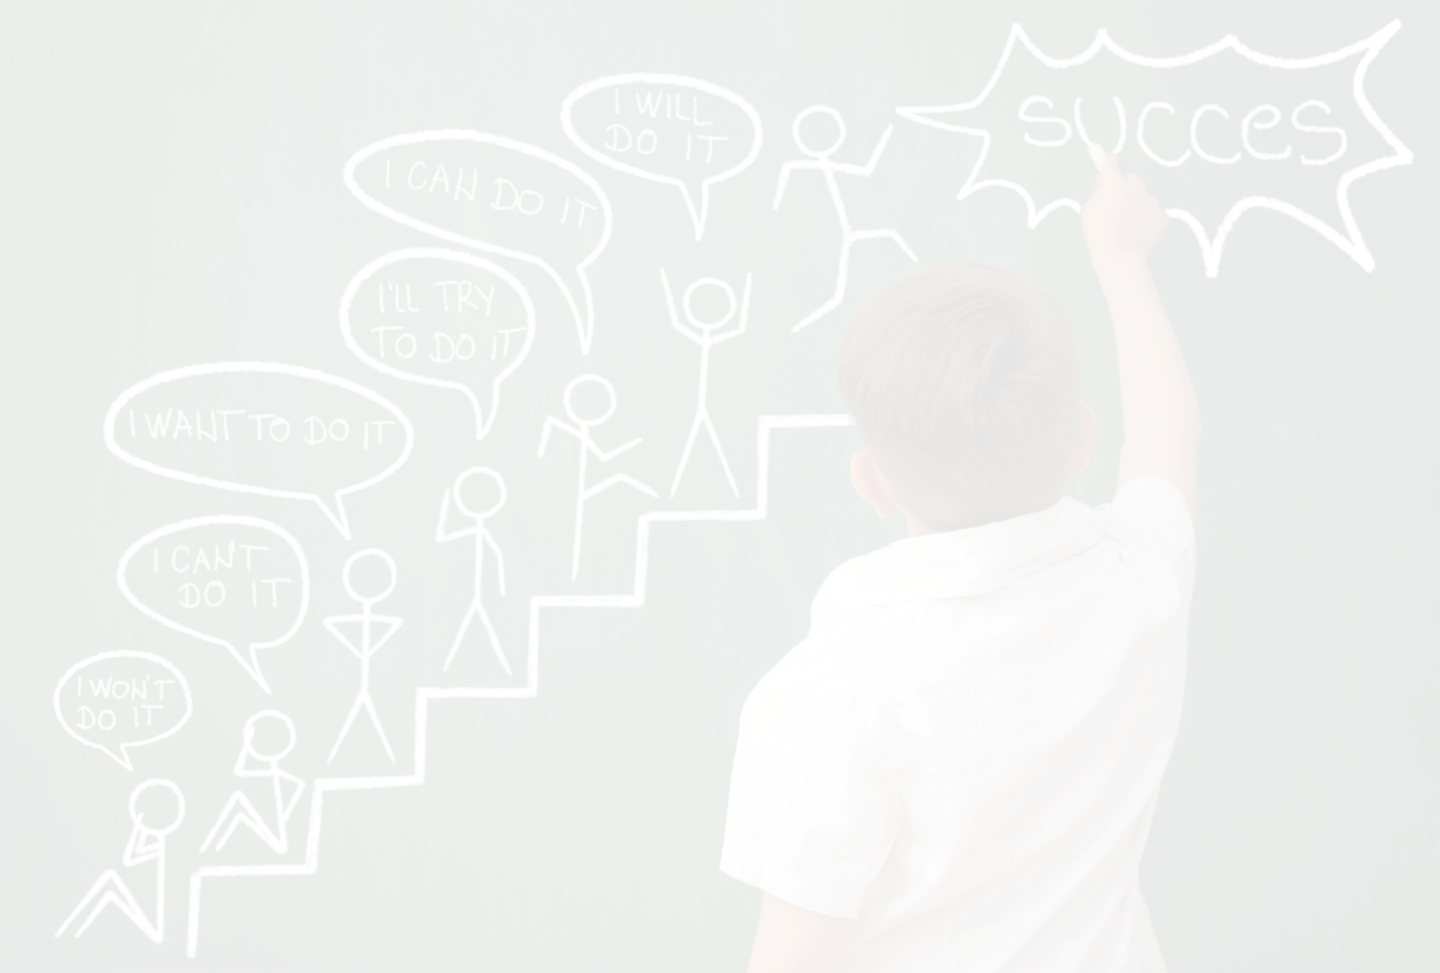 SUCCES
I WILL
DO IT
I CAN DO IT
I'LL TRY
TO DO IT
I WANT TO DO IT
I CAN'T
DO IT
I WON'T
DO IT